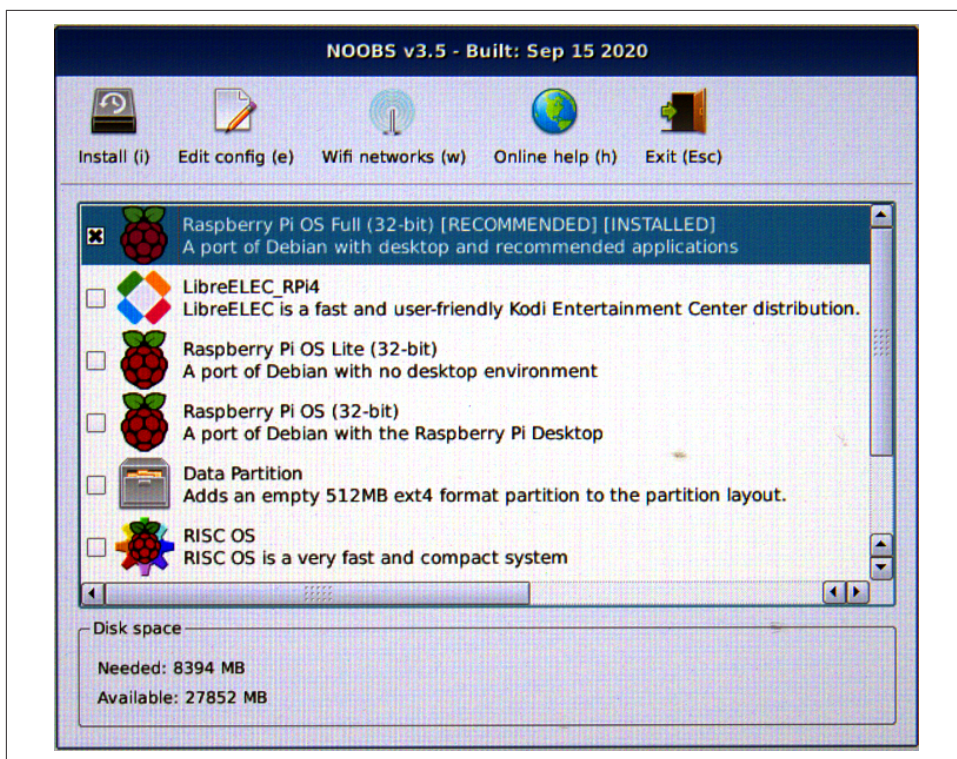 NOOBS v3.5 - Built: Sep 15 2020
Install (i) Edit config (e) Wifi networks (w) Online help (h) Exit (Esc)
Raspberry Pi OS Full (32-bit) [RECOMMENDED] [INSTALLED]
A port of Debian with desktop and recommended applications
LibreELEC_RPi4
LibreELEC is a fast and user-friendly Kodi Entertainment Center distribution.
Raspberry Pi OS Lite (32-bit)
A port of Debian with no desktop environment
Raspberry Pi OS (32-bit)
A port of Debian with the Raspberry Pi Desktop
Data Partition
Adds an empty 512MB ext4 format partition to the partition layout.
RISC OS
RISC OS is a very fast and compact system
Disk space
Needed: 8394 MB
Available: 27852 MB